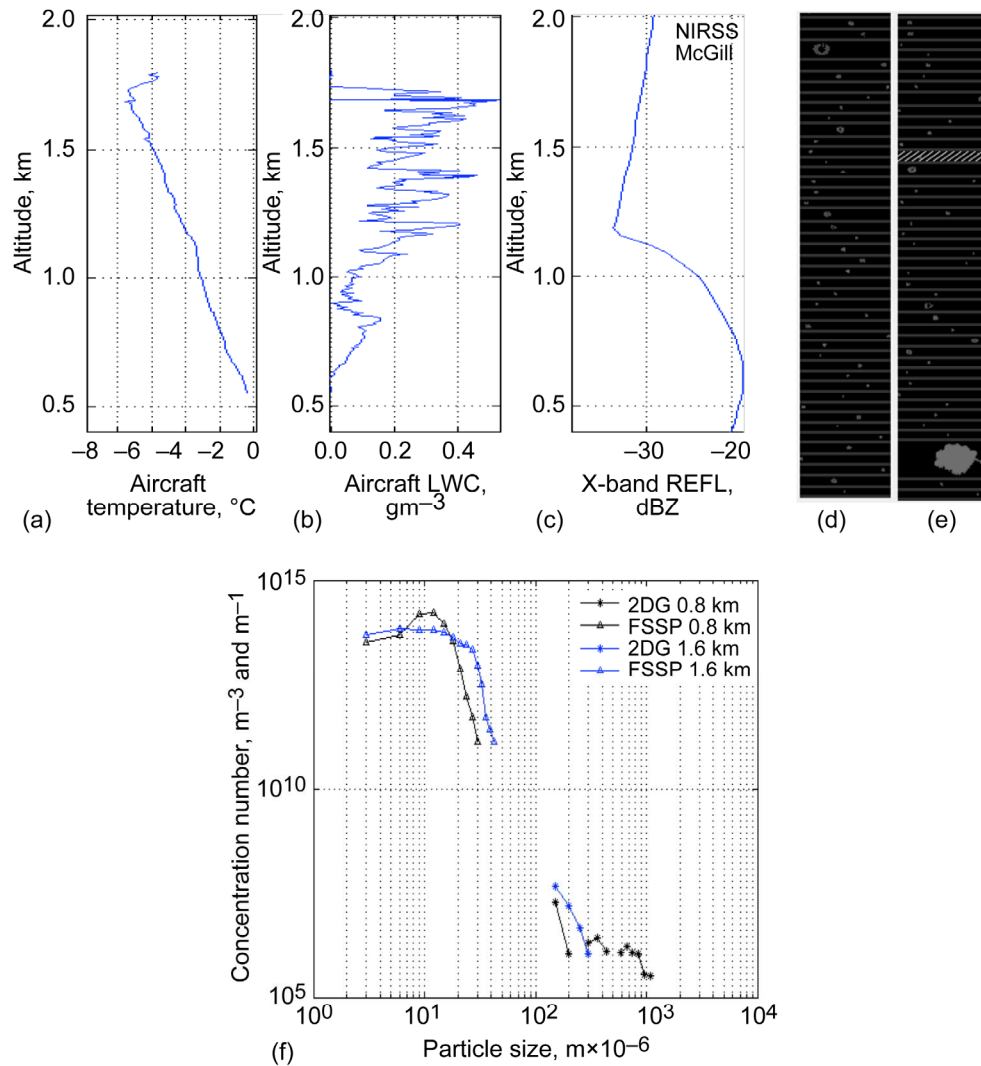 2.0
1.5
1.0
0.5
Altitude, km
−8
−6
−4
−2
0
Aircraft
temperature, °C
(a)
2.0
1.5
1.0
0.5
Altitude, km
0.0
0.2
0.4
Aircraft LWC,
gm−3
(b)
NIRSS
McGill
2.0
1.5
1.0
0.5
Altitude, km
−30
−20
X-band REFL,
dBZ
(c)
(d)
(e)
10^15
10^10
10^5
Concentration number, m−3 and m−1
2DG 0.8 km
FSSP 0.8 km
2DG 1.6 km
FSSP 1.6 km
10^0
10^1
10^2
10^3
10^4
Particle size, m×10−6
(f)